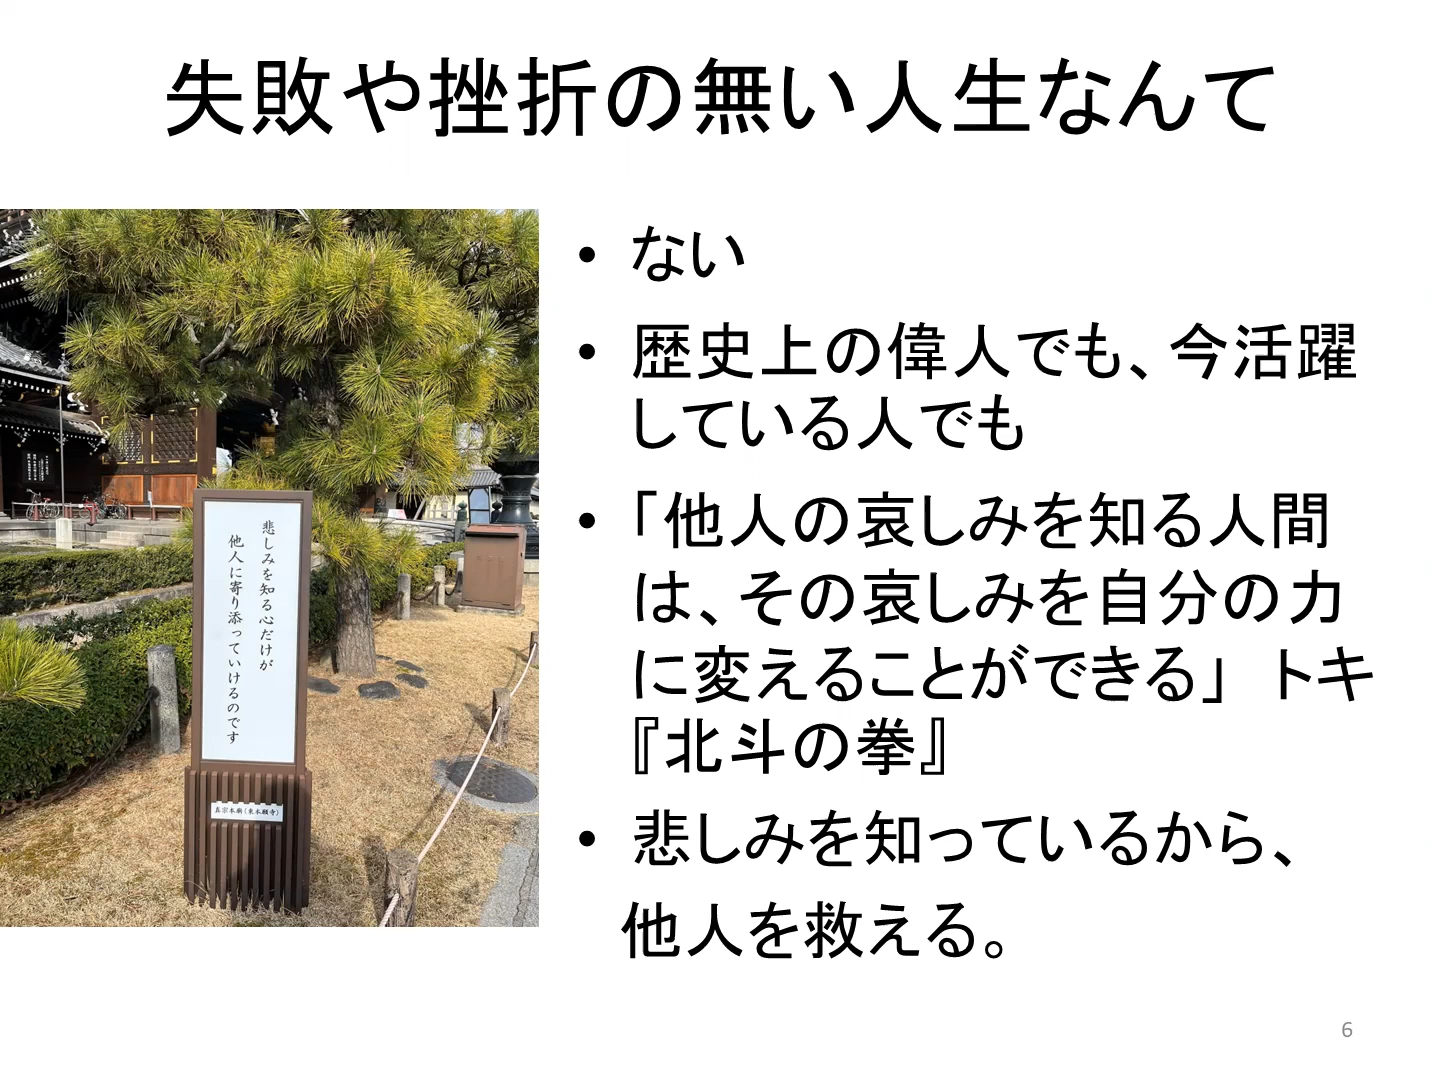 失敗や挫折の無い人生なんて
• ない
• 歴史上の偉人でも、今活躍
している人でも
• 「他人の哀しみを知る人間
は、その哀しみを自分の力
に変えることができる」 トキ
『北斗の拳』
• 悲しみを知っているから、
他人を救える。
悲しみを知る心だけが
他人に寄り添っていけるのです
真宗本廟(東本願寺)
6